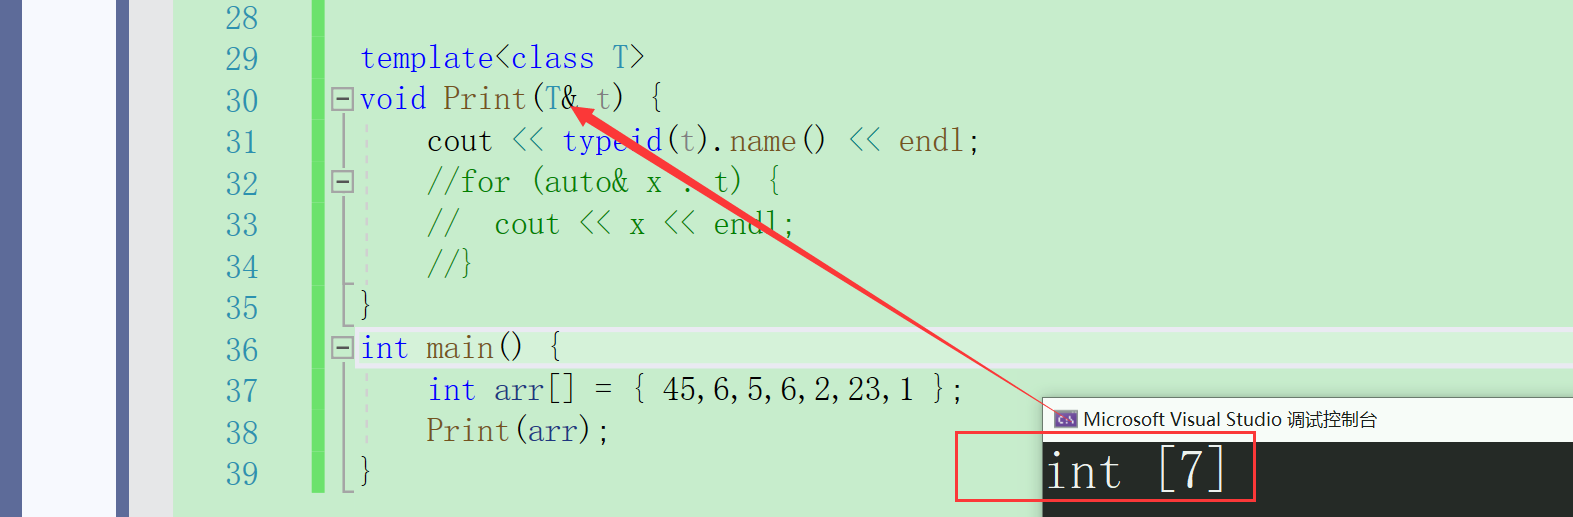 28
29 template<class T>
30 void Print(T& t) {
31 cout << typeid(t).name() << endl;
32 //for (auto& x : t) {
33 // cout << x << endl;
34 //}
35 }
36 int main() {
37 int arr[] = { 45,6,5,6,2,23,1 };
38 Print(arr);
39 }
C:\ Microsoft Visual Studio 调试控制台
int [7]